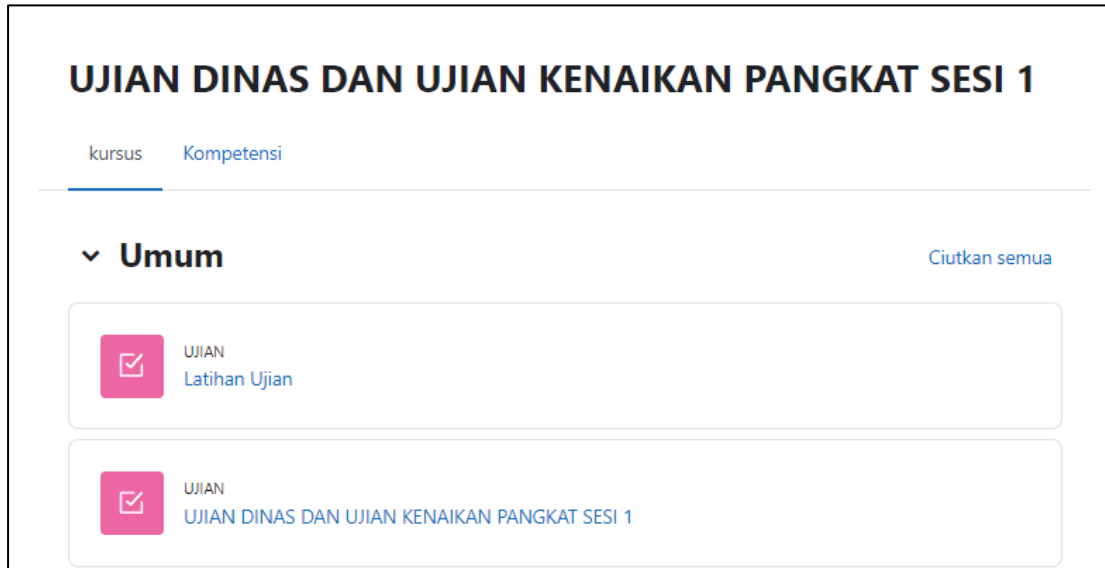 UJIAN DINAS DAN UJIAN KENAIKAN PANGKAT SESI 1
kursus Kompetensi
Umum Ciutkan semua
UJIAN
Latihan Ujian
UJIAN
UJIAN DINAS DAN UJIAN KENAIKAN PANGKAT SESI 1